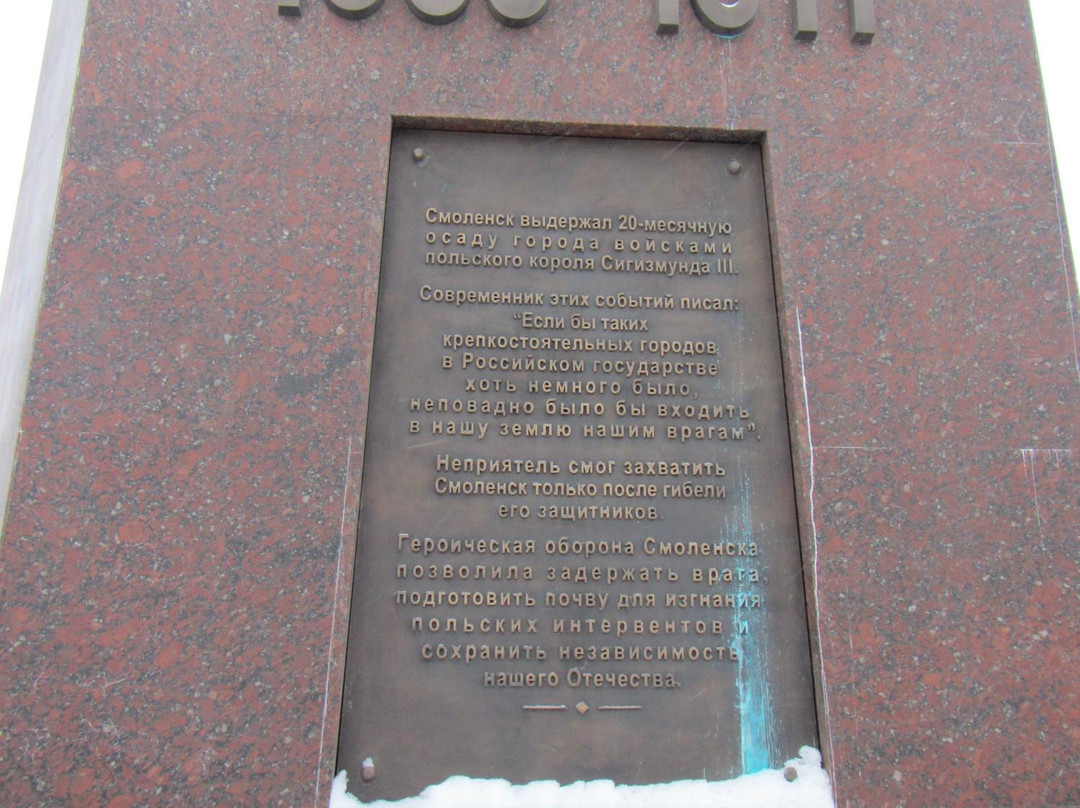 Смоленск выдержал 20-месячную
осаду города войсками
польского короля Сигизмунда III.
Современник этих событий писал:
“Если бы таких
крепкостоятельных городов
в Российском государстве
хоть немного было,
неповадно было бы входить
в нашу землю нашим врагам”.
Неприятель смог захватить
Смоленск только после гибели
его защитников.
Героическая оборона Смоленска
позволила задержать врага,
подготовить почву для изгнания
польских интервентов и
сохранить независимость
нашего Отечества.